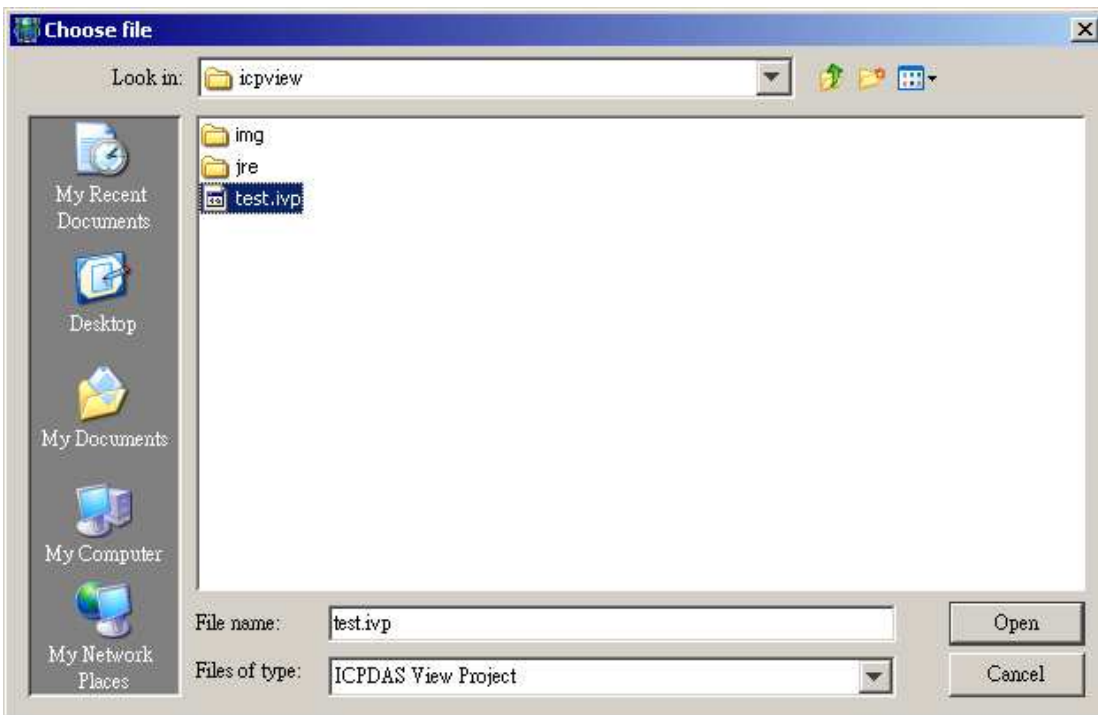 Choose file
Look in: icpview
My Recent
Documents
Desktop
My Documents
My Computer
My Network
Places
img
jre
test.ivp
File name: test.ivp
Open
Files of type: ICPDAS View Project
Cancel